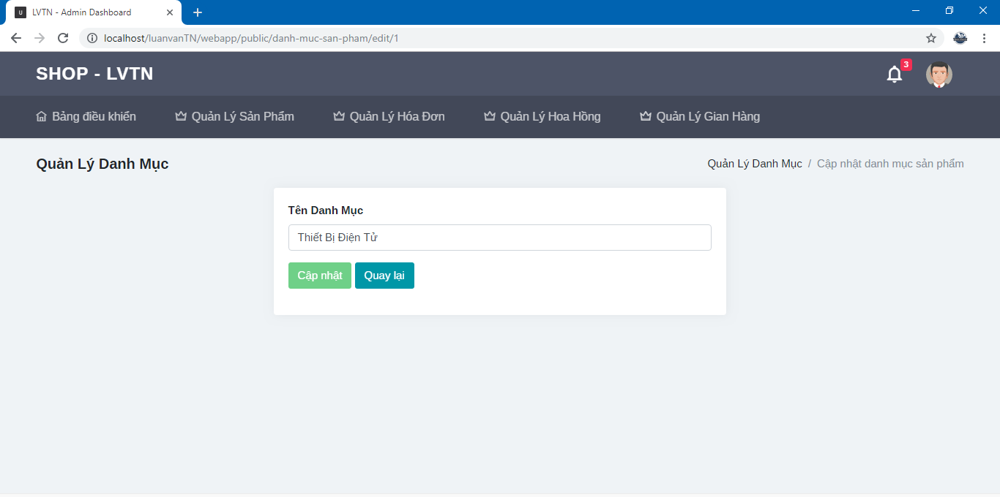 U LVTN - Admin Dashboard
localhost/luanvanTN/webapp/public/danh-muc-san-pham/edit/1
SHOP - LVTN
3
Bảng điều khiển Quản Lý Sản Phẩm Quản Lý Hóa Đơn Quản Lý Hoa Hồng Quản Lý Gian Hàng
Quản Lý Danh Mục
Quản Lý Danh Mục / Cập nhật danh mục sản phẩm
Tên Danh Mục
Thiết Bị Điện Tử
Cập nhật Quay lại